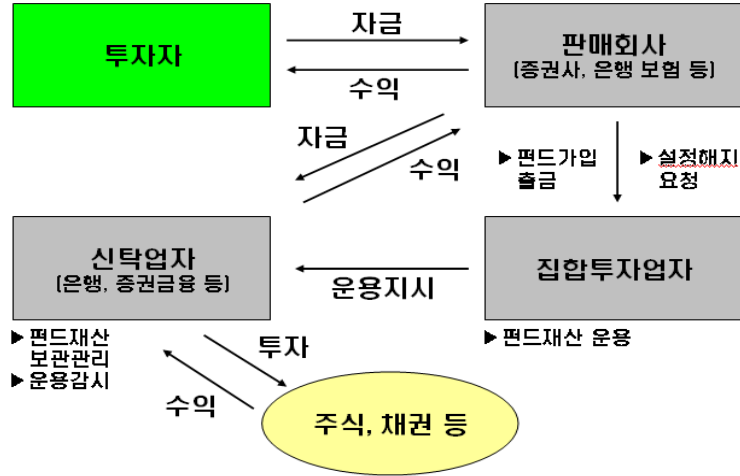 투자자
자금
수익
판매회사
(증권사, 은행 보험 등)
자금
수익
▶ 펀드가입
출금
▶ 설정해지
요청
신탁업자
(은행, 증권금융 등)
운용지시
집합투자업자
▶ 펀드재산
보관관리
▶ 운용감시
▶ 펀드재산 운용
투자
수익
주식, 채권 등